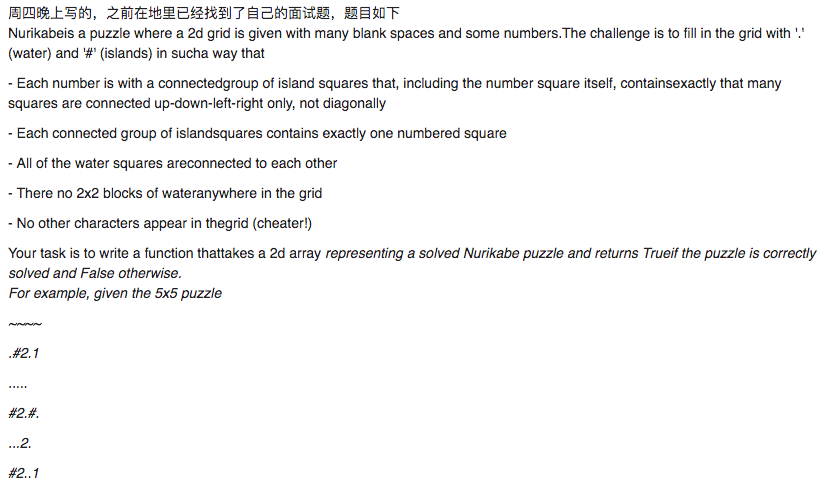 周四晚上写的，之前在地里已经找到了自己的面试题，题目如下
Nurikabeis a puzzle where a 2d grid is given with many blank spaces and some numbers.The challenge is to fill in the grid with '.'
(water) and '#' (islands) in sucha way that
- Each number is with a connectedgroup of island squares that, including the number square itself, containsexactly that many
squares are connected up-down-left-right only, not diagonally
- Each connected group of islandsquares contains exactly one numbered square
- All of the water squares areconnected to each other
- There no 2x2 blocks of wateranywhere in the grid
- No other characters appear in thegrid (cheater!)
Your task is to write a function thattakes a 2d array representing a solved Nurikabe puzzle and returns Trueif the puzzle is correctly
solved and False otherwise.
For example, given the 5x5 puzzle
~~~~
.#2.1
.....
#2.#.
...2.
#2..1